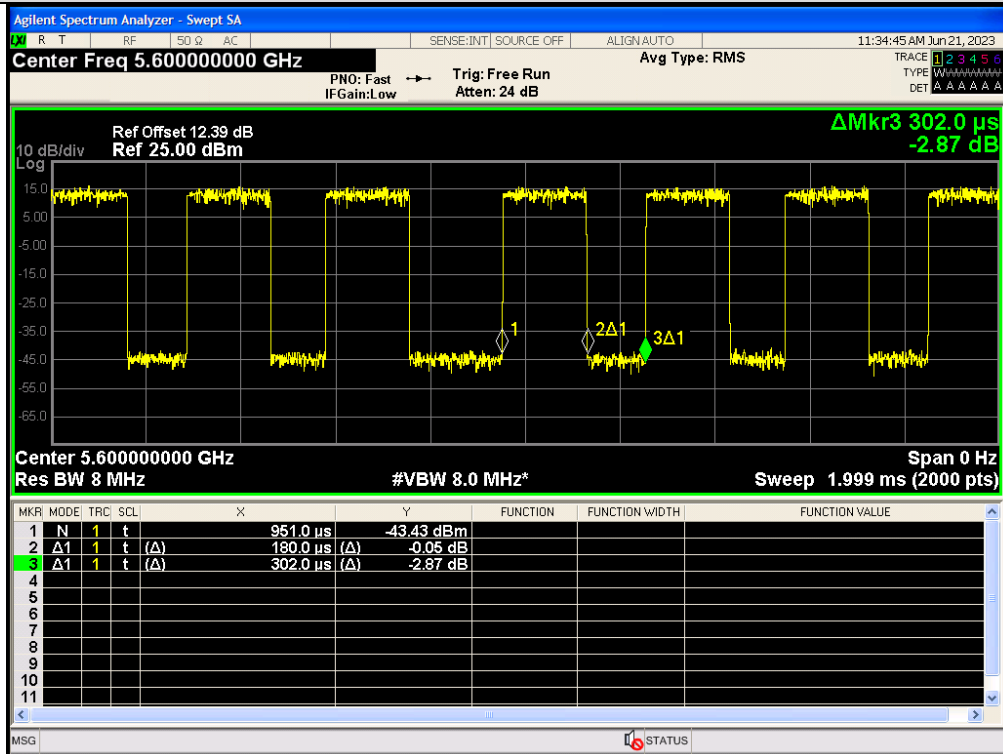 Agilent Spectrum Analyzer - Swept SA
LXI R T RF 50 Ω AC SENSE:INT SOURCE OFF ALIGN AUTO 11:34:45 AM Jun 21, 2023
Center Freq 5.600000000 GHz
Avg Type: RMS
TRACE 1 2 3 4 5 6
PNO: Fast Trig: Free Run
TYPE W
IFGain:Low Atten: 24 dB
DET A A A A A A
ΔMkr3 302.0 µs
-2.87 dB
Ref Offset 12.39 dB
10 dB/div Ref 25.00 dBm
Log
15.0
5.00
-5.00
-15.0
-25.0
-35.0
1
2Δ1
3Δ1
-45.0
-55.0
-65.0
Center 5.600000000 GHz Span 0 Hz
Res BW 8 MHz #VBW 8.0 MHz* Sweep 1.999 ms (2000 pts)
MKR MODE TRC SCL X Y FUNCTION FUNCTION WIDTH FUNCTION VALUE
1 N 1 t 951.0 µs -43.43 dBm
2 Δ1 1 t (Δ) 180.0 µs (Δ) -0.05 dB
3 Δ1 1 t (Δ) 302.0 µs (Δ) -2.87 dB
4
5
6
7
8
9
10
11
MSG STATUS